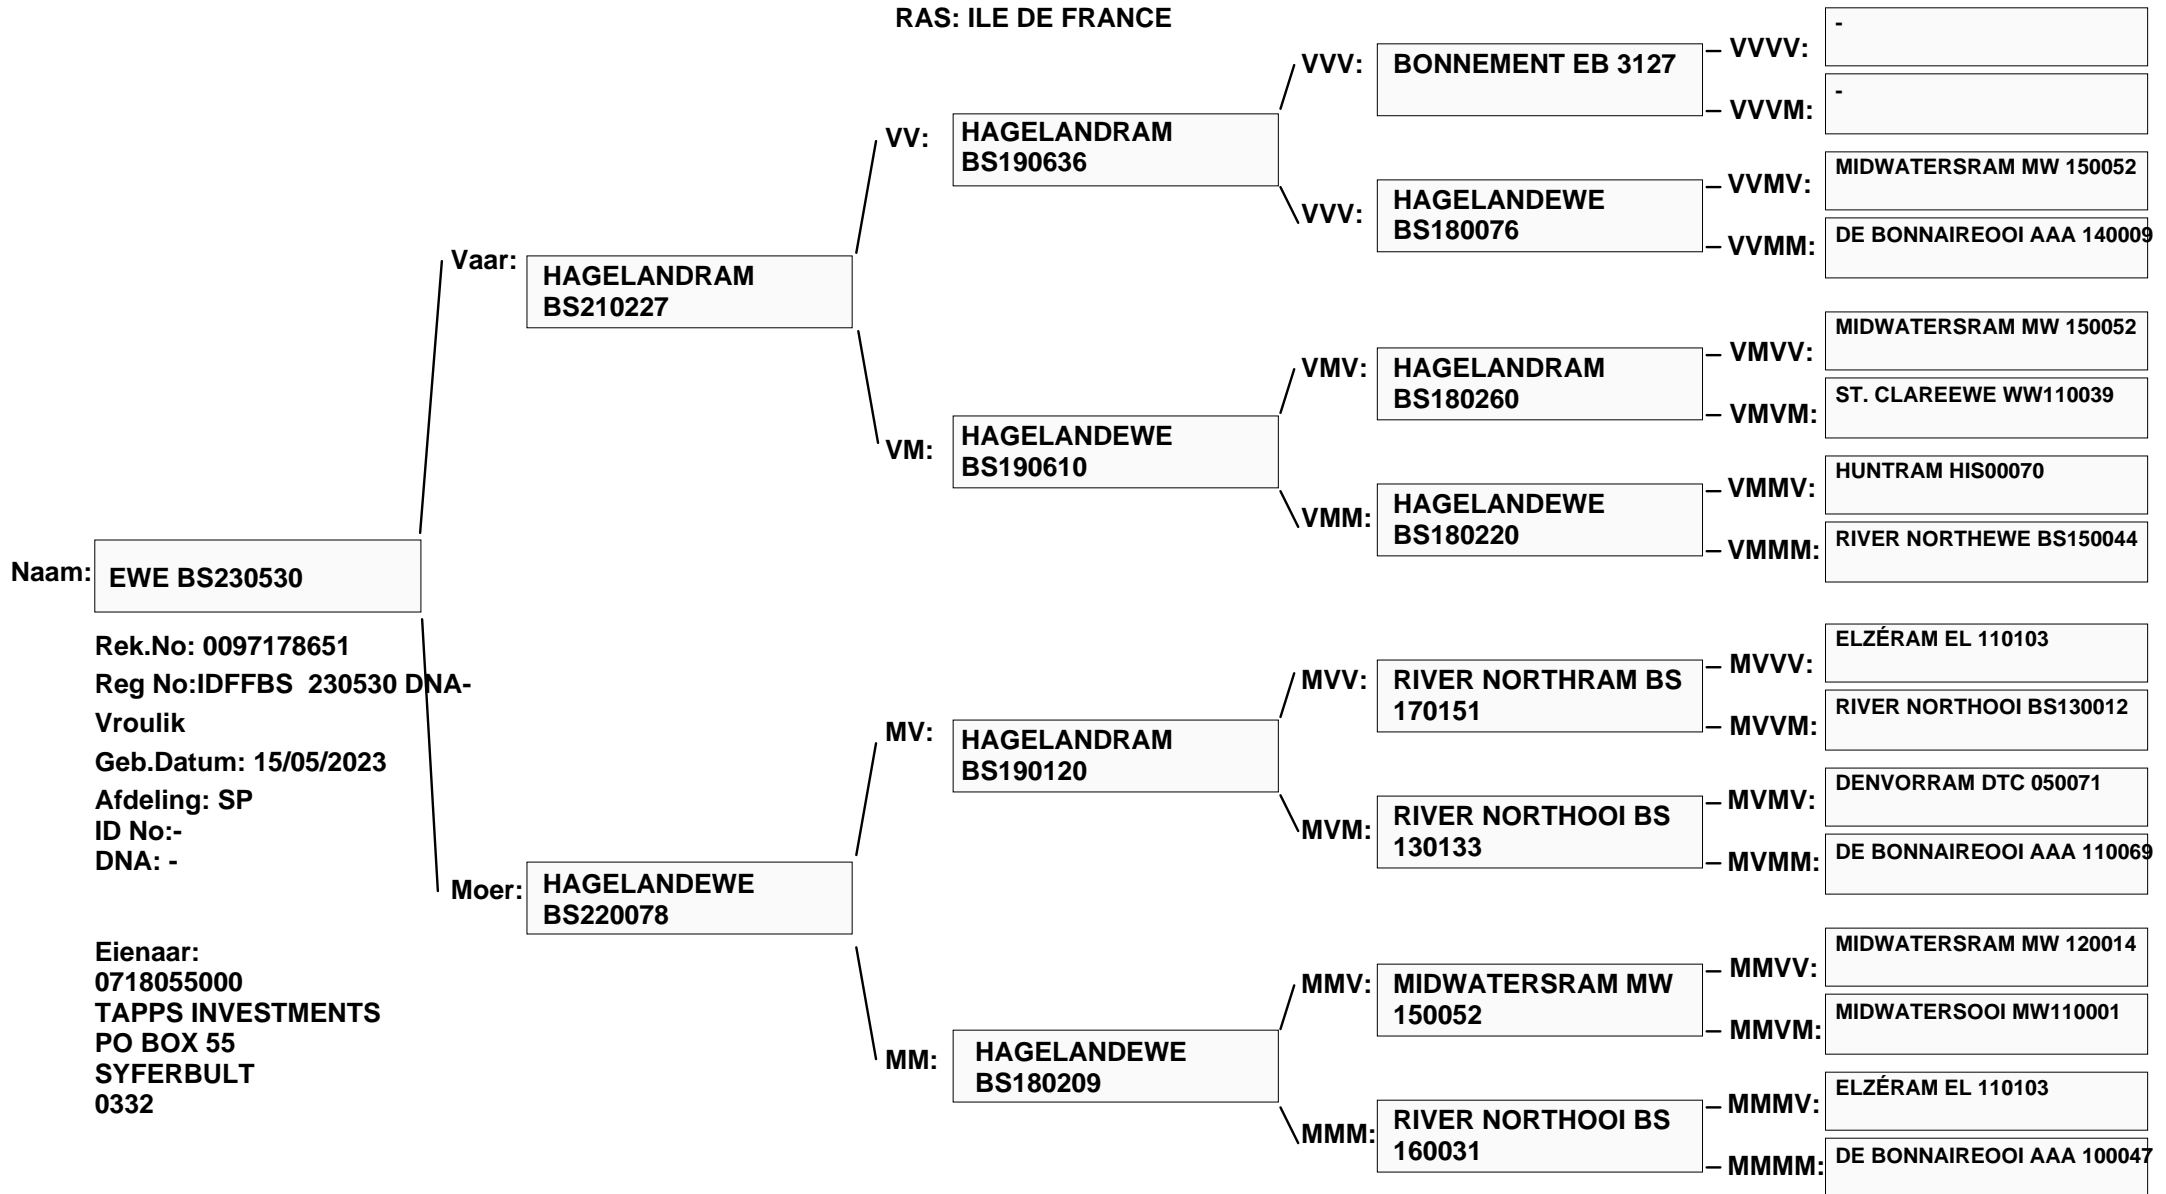 RAS: ILE DE FRANCE
Naam:
EWE BS230530
Rek.No: 0097178651
Reg No:IDFFBS  230530 DNA-
Vroulik
Geb.Datum: 15/05/2023
Afdeling: SP
ID No:-
DNA: -
Eienaar:
0718055000
TAPPS INVESTMENTS
PO BOX 55
SYFERBULT
0332
Vaar:
HAGELANDRAM
BS210227
Moer:
HAGELANDEWE
BS220078
VV:
HAGELANDRAM
BS190636
VM:
HAGELANDEWE
BS190610
MV:
HAGELANDRAM
BS190120
MM:
HAGELANDEWE
BS180209
VVV:
BONNEMENT EB 3127
VVV:
HAGELANDEWE
BS180076
VMV:
HAGELANDRAM
BS180260
VMM:
HAGELANDEWE
BS180220
MVV:
RIVER NORTHRAM BS
170151
MVM:
RIVER NORTHOOI BS
130133
MMV:
MIDWATERSRAM MW
150052
MMM:
RIVER NORTHOOI BS
160031
VVVV:
-
VVVM:
-
VVMV:
MIDWATERSRAM MW 150052
VVMM:
DE BONNAIREOOI AAA 140009
VMVV:
MIDWATERSRAM MW 150052
VMVM:
ST. CLAREEWE WW110039
VMMV:
HUNTRAM HIS00070
VMMM:
RIVER NORTHEWE BS150044
MVVV:
ELZÉRAM EL 110103
MVVM:
RIVER NORTHOOI BS130012
MVMV:
DENVORRAM DTC 050071
MVMM:
DE BONNAIREOOI AAA 110069
MMVV:
MIDWATERSRAM MW 120014
MMVM:
MIDWATERSOOI MW110001
MMMV:
ELZÉRAM EL 110103
MMMM:
DE BONNAIREOOI AAA 100047